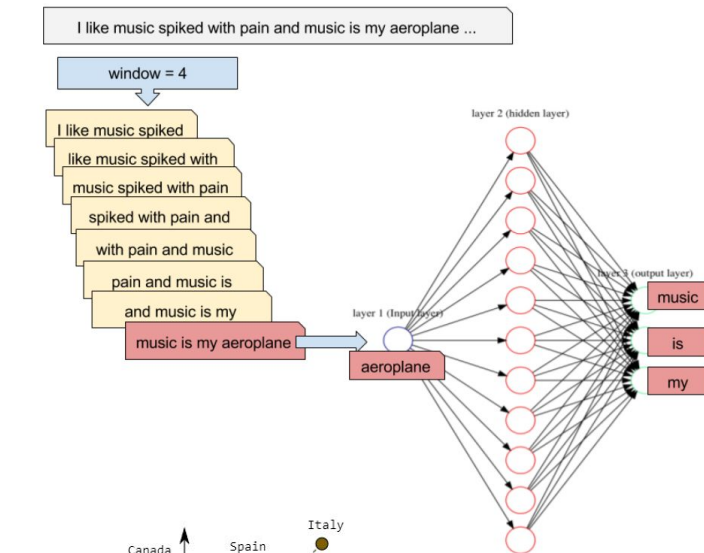 I like music spiked with pain and music is my aeroplane ...
window = 4
layer 2 (hidden layer)
I like music spiked
like music spiked with
music spiked with pain
spiked with pain and
with pain and music
pain and music is
and music is my
music is my aeroplane
layer 1 (Input layer)
aeroplane
layer 3 (output layer)
music
is
my
Italy
Canada
Spain